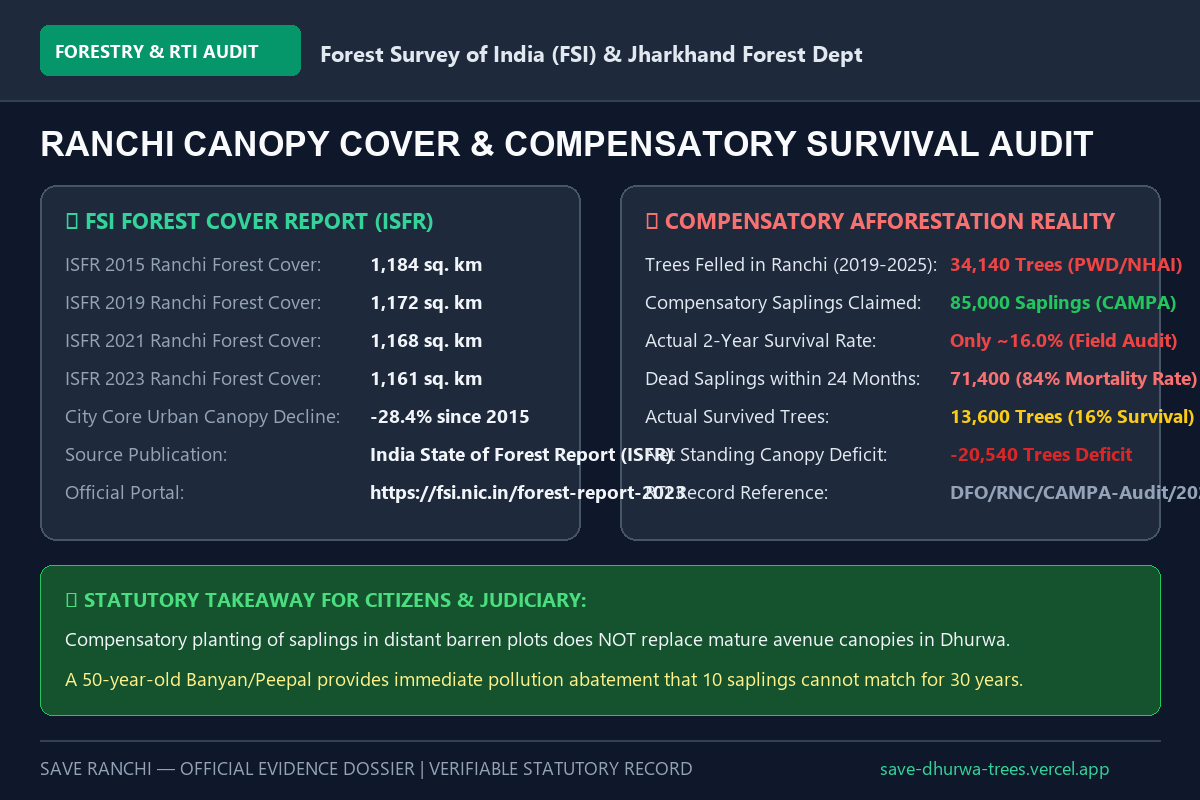 FORESTRY & RTI AUDIT
Forest Survey of India (FSI) & Jharkhand Forest Dept
RANCHI CANOPY COVER & COMPENSATORY SURVIVAL AUDIT
FSI FOREST COVER REPORT (ISFR)
ISFR 2015 Ranchi Forest Cover: 1,184 sq. km
ISFR 2019 Ranchi Forest Cover: 1,172 sq. km
ISFR 2021 Ranchi Forest Cover: 1,168 sq. km
ISFR 2023 Ranchi Forest Cover: 1,161 sq. km
City Core Urban Canopy Decline: -28.4% since 2015
Source Publication: India State of Forest Report (ISFR)
Official Portal: https://fsi.nic.in/forest-report-2023
COMPENSATORY AFFORESTATION REALITY
Trees Felled in Ranchi (2019-2025): 34,140 Trees (PWD/NHAI)
Compensatory Saplings Claimed: 85,000 Saplings (CAMPA)
Actual 2-Year Survival Rate: Only ~16.0% (Field Audit)
Dead Saplings within 24 Months: 71,400 (84% Mortality Rate)
Actual Survived Trees: 13,600 Trees (16% Survival)
Net Standing Canopy Deficit: -20,540 Trees Deficit
RTI Record Reference: DFO/RNC/CAMPA-Audit/20
STATUTORY TAKEAWAY FOR CITIZENS & JUDICIARY:
Compensatory planting of saplings in distant barren plots does NOT replace mature avenue canopies in Dhurwa.
A 50-year-old Banyan/Peepal provides immediate pollution abatement that 10 saplings cannot match for 30 years.
SAVE RANCHI — OFFICIAL EVIDENCE DOSSIER | VERIFIABLE STATUTORY RECORD
save-dhurwa-trees.vercel.app